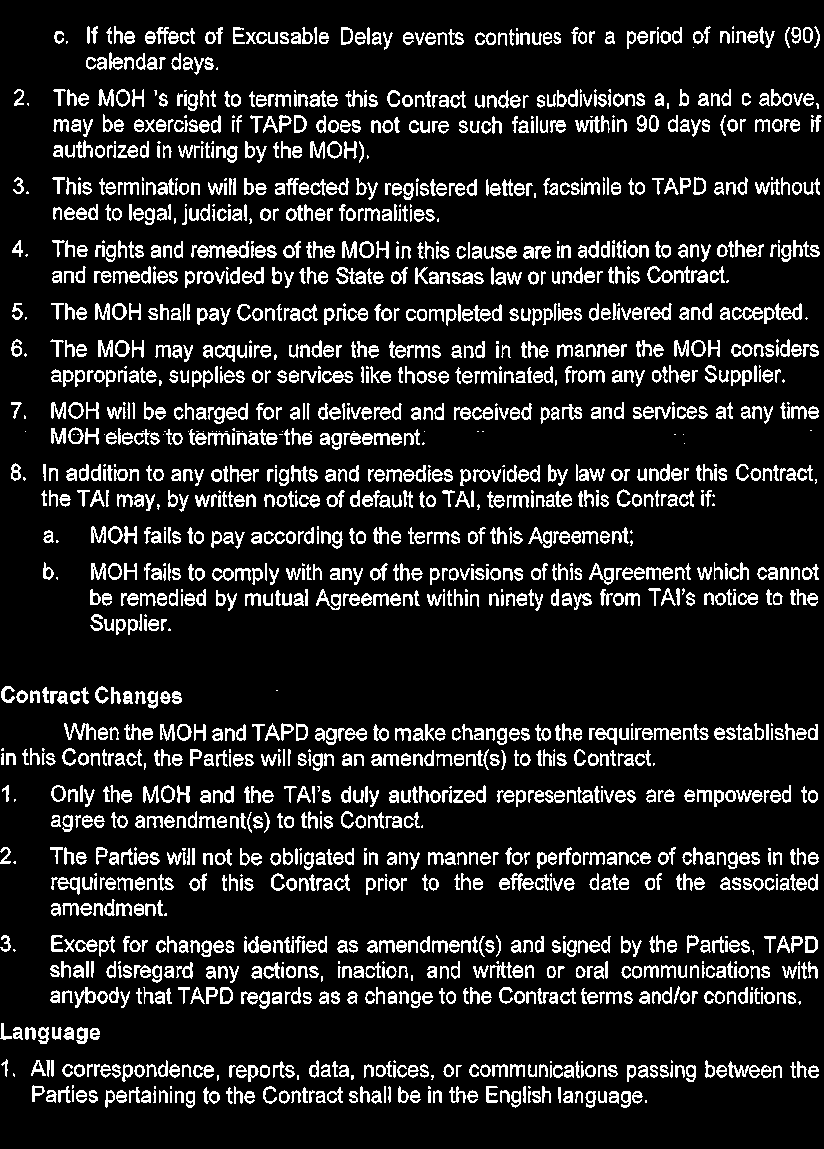 c. If the effect of Excusable Delay events continues for a period of ninety (90)
calendar days.
2. The MOH 's right to terminate this Contract under subdivisions a, b and c above,
may be exercised if TAPD does not cure such failure within 90 days (or more if
authorized in writing by the MOH).
3. This termination will be affected by registered letter, facsimile to TAPD and without
need to legal, judicial, or other formalities.
4. The rights and remedies of the MOH in this clause are in addition to any other rights
and remedies provided by the State of Kansas law or under this Contract.
5. The MOH shall pay Contract price for completed supplies delivered and accepted.
6. The MOH may acquire, under the terms and in the manner the MOH considers
appropriate, supplies or services like those terminated, from any other Supplier.
7. MOH will be charged for all delivered and received parts and services at any time
MOH elects to terminate the agreement.
8. In addition to any other rights and remedies provided by law or under this Contract,
the TAI may, by written notice of default to TAI, terminate this Contract if:
a. MOH fails to pay according to the terms of this Agreement;
b. MOH fails to comply with any of the provisions of this Agreement which cannot
be remedied by mutual Agreement within ninety days from TAI's notice to the
Supplier.
Contract Changes
When the MOH and TAPD agree to make changes to the requirements established
in this Contract, the Parties will sign an amendment(s) to this Contract.
1. Only the MOH and the TAI's duly authorized representatives are empowered to
agree to amendment(s) to this Contract.
2. The Parties will not be obligated in any manner for performance of changes in the
requirements of this Contract prior to the effective date of the associated
amendment.
3. Except for changes identified as amendment(s) and signed by the Parties, TAPD
shall disregard any actions, inaction, and written or oral communications with
anybody that TAPD regards as a change to the Contract terms and/or conditions.
Language
1. All correspondence, reports, data, notices, or communications passing between the
Parties pertaining to the Contract shall be in the English language.